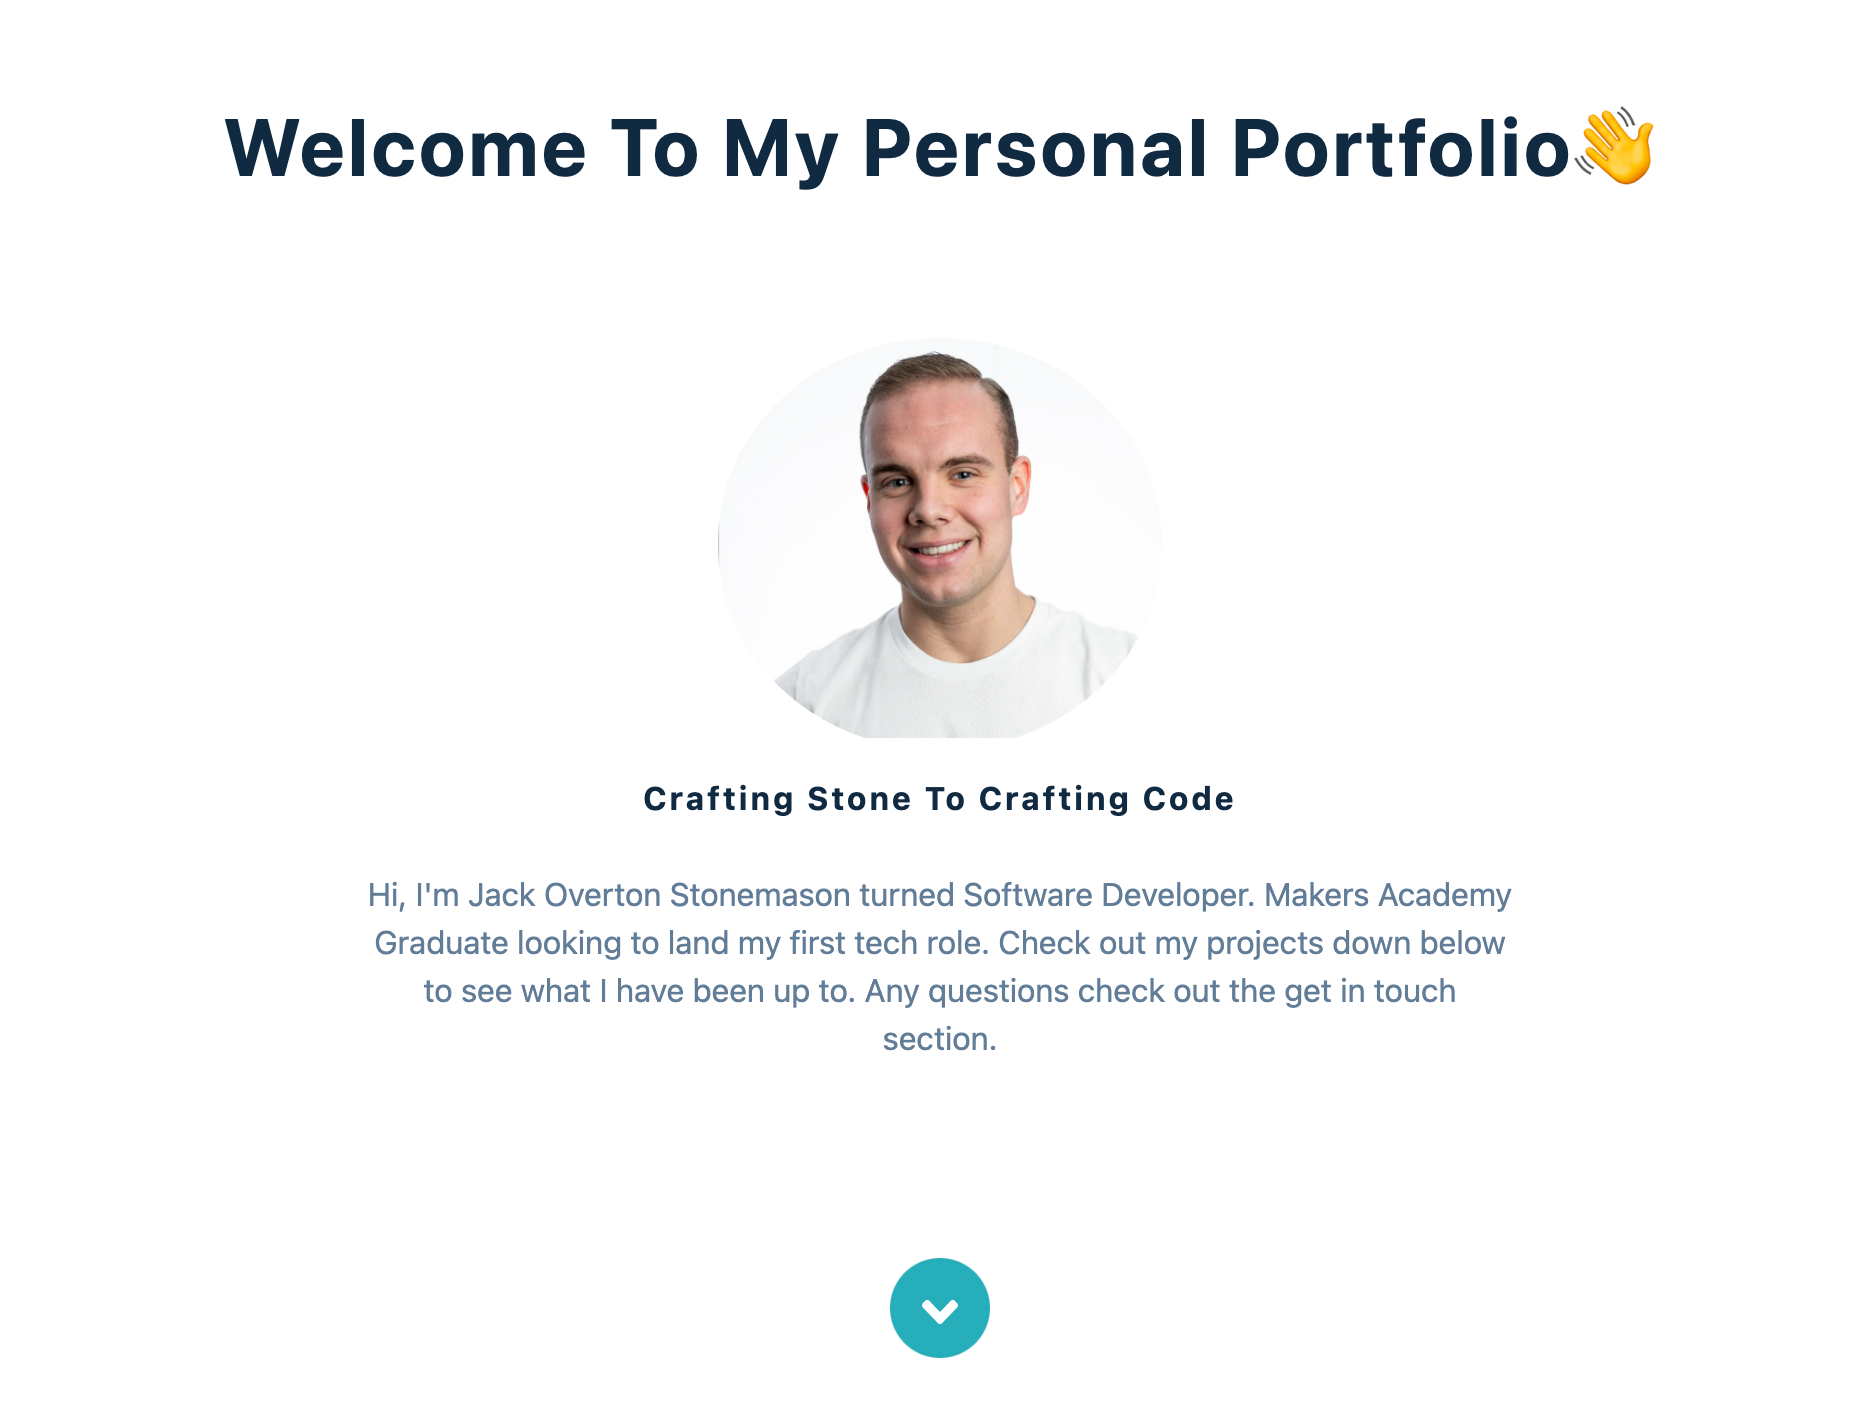 Welcome To My Personal Portfolio👋
Crafting Stone To Crafting Code
Hi, I'm Jack Overton Stonemason turned Software Developer. Makers Academy
Graduate looking to land my first tech role. Check out my projects down below
to see what I have been up to. Any questions check out the get in touch
section.